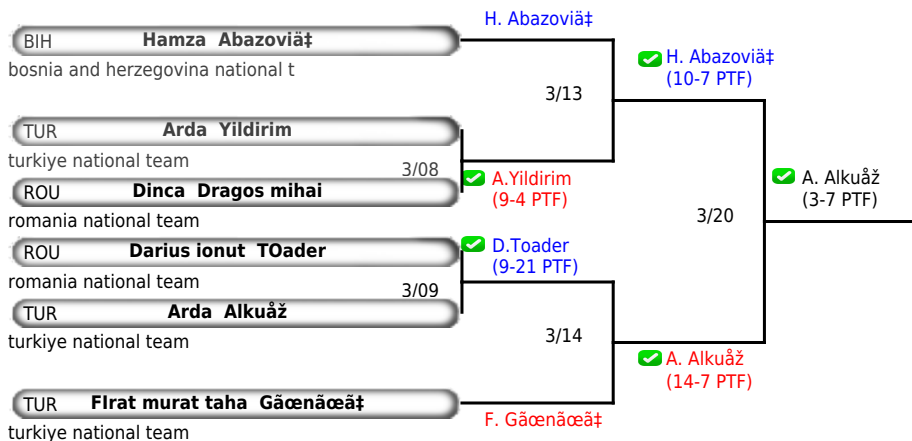 H. Abazoviä‡
BIH Hamza Abazoviä‡
bosnia and herzegovina national t
H. Abazoviä‡
(10-7 PTF)
3/13
TUR Arda Yildirim
turkiye national team
3/08
A.Yildirim
(9-4 PTF)
ROU Dinca Dragos mihai
romania national team
A. Alkuåž
(3-7 PTF)
3/20
ROU Darius ionut TOader
romania national team
D.Toader
(9-21 PTF)
3/09
TUR Arda Alkuåž
turkiye national team
3/14
A. Alkuåž
(14-7 PTF)
TUR FIrat murat taha Gãœnãœã‡
turkiye national team
F. Gãœnãœã‡